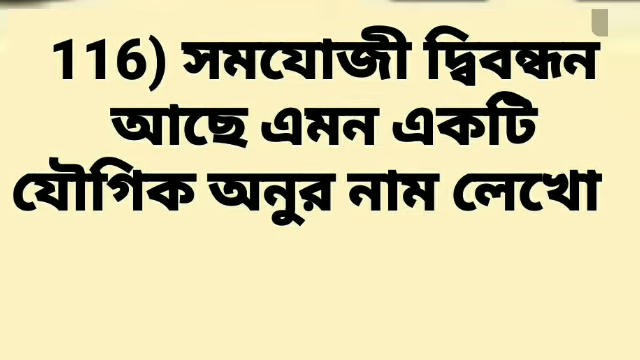 116) সমযোজী দ্বিবন্ধন
আছে এমন একটি
যৌগিক অনুর নাম লেখো